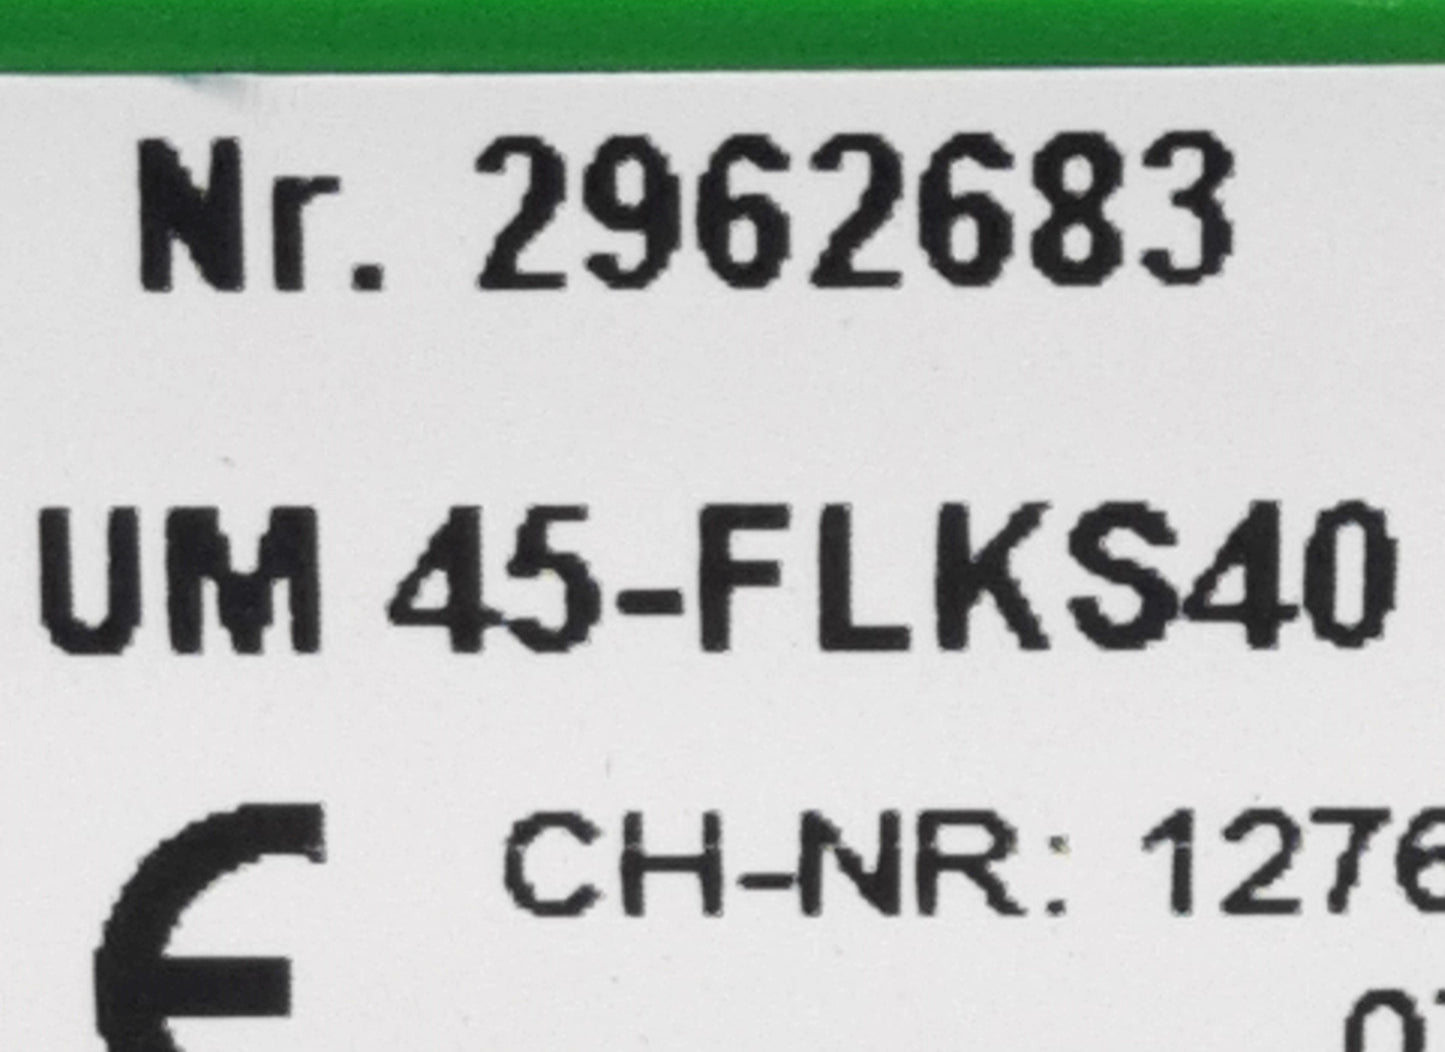 Nr. 2962683
UM 45-FLKS40
CH-NR: 1276